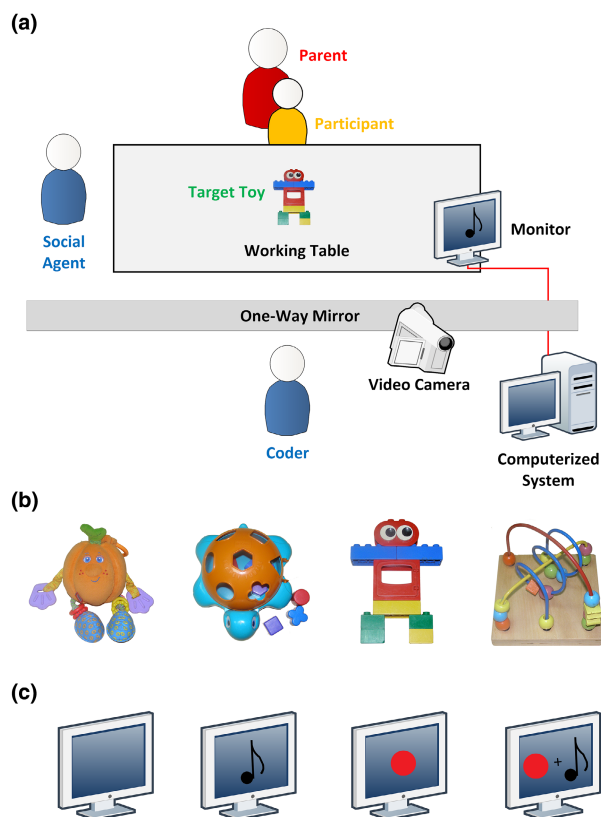 (a)
Parent
Participant
Target Toy
Social
Agent
Working Table
Monitor
One-Way Mirror
Video Camera
Coder
Computerized
System
(b)
(c)
+